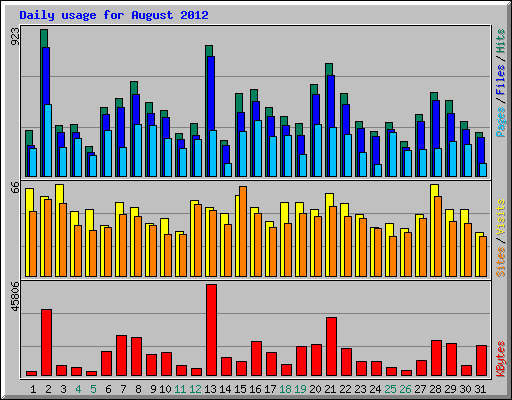 Daily usage for August 2012
923
Pages / Files / Hits
66
Sites / Visits
45806
KBytes
1 2 3 4 5 6 7 8 9 10 11 12 13 14 15 16 17 18 19 20 21 22 23 24 25 26 27 28 29 30 31